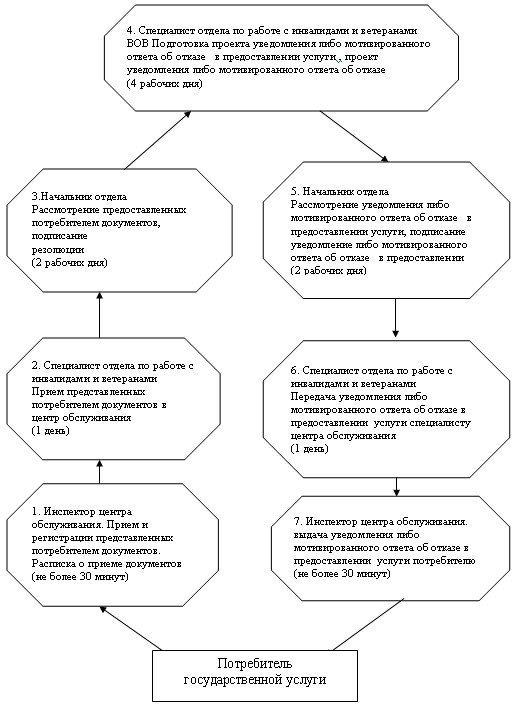 4. Специалист отдела по работе с инвалидами и ветеранами
ВОВ Подготовка проекта уведомления либо мотивированного
ответа об отказе в предоставлении услуги,, проект
уведомления либо мотивированного ответа об отказе
(4 рабочих дня)
3.Начальник отдела
Рассмотрение предоставленных
потребителем документов,
подписание
резолюции
(2 рабочих дня)
5. Начальник отдела
Рассмотрение уведомления либо
мотивированного ответа об отказе в
предоставлении услуги, подписание
уведомление либо мотивированного
ответа об отказе в предоставлении
(2 рабочих дня)
2. Специалист отдела по работе с
инвалидами и ветеранами
Прием представленных
потребителем документов в
центр обслуживания
(1 день)
6. Специалист отдела по работе с
инвалидами и ветеранами
Передача уведомления либо
мотивированного ответа об отказе в
предоставлении услуги специалисту
центра обслуживания
(1 день)
1. Инспектор центра
обслуживания. Прием и
регистрации представленных
потребителем документов.
Расписка о приеме документов
(не более 30 минут)
7. Инспектор центра обслуживания.
выдача уведомления либо
мотивированного ответа об отказе в
предоставлении услуги потребителю
(не более 30 минут)
Потребитель
государственной услуги